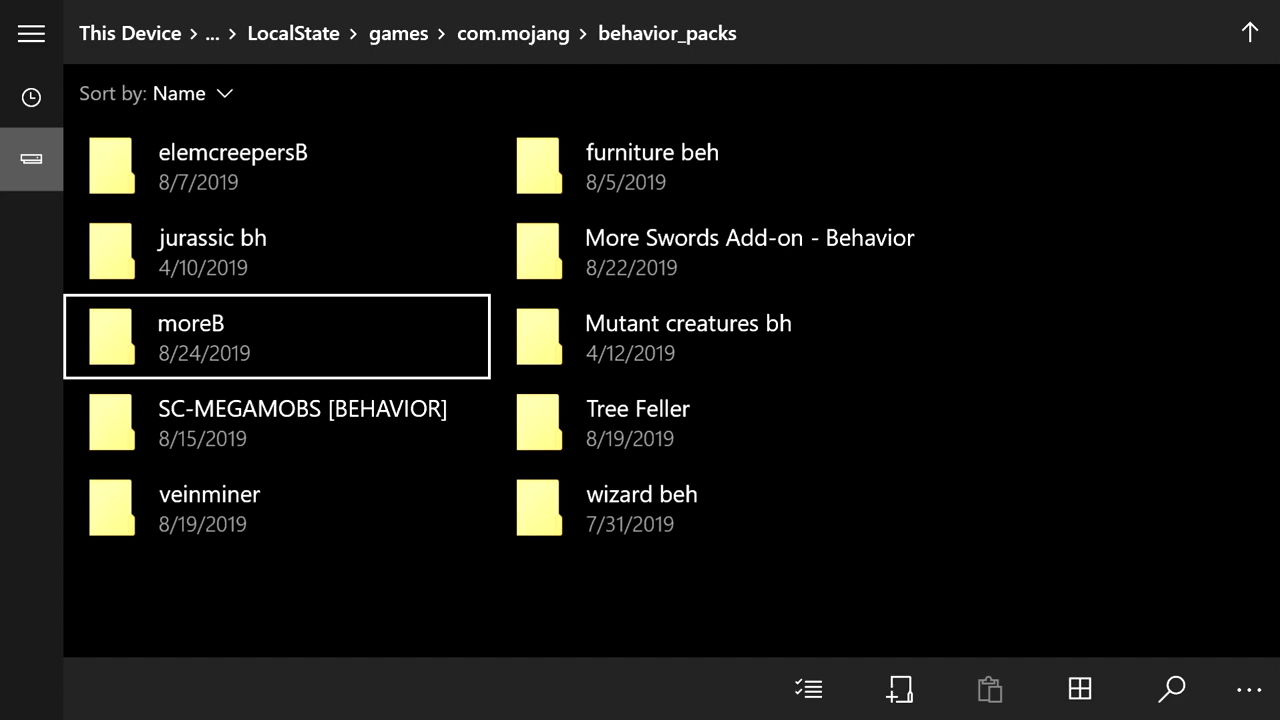 This Device > ... > LocalState > games > com.mojang > behavior_packs
Sort by: Name
elemcreepersB
8/7/2019
furniture beh
8/5/2019
jurassic bh
4/10/2019
More Swords Add-on - Behavior
8/22/2019
moreB
8/24/2019
Mutant creatures bh
4/12/2019
SC-MEGAMOBS [BEHAVIOR]
8/15/2019
Tree Feller
8/19/2019
veinminer
8/19/2019
wizard beh
7/31/2019